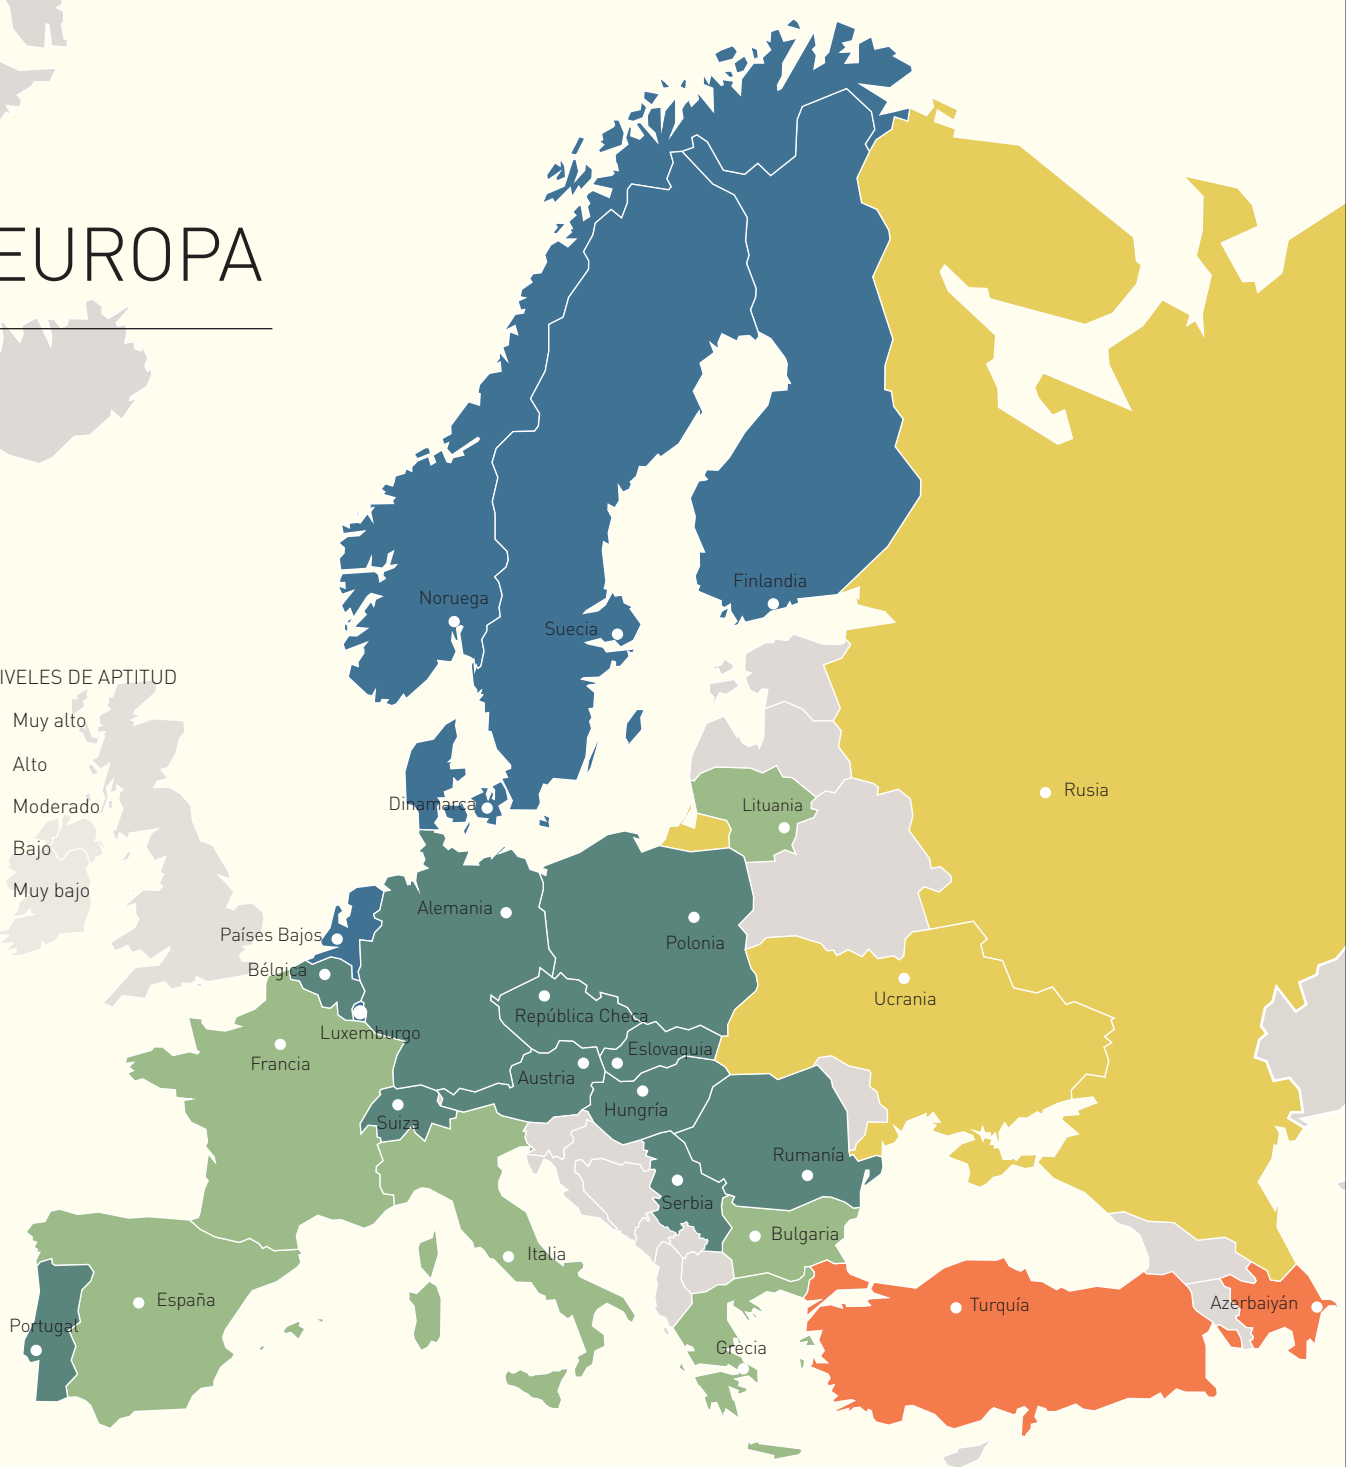 EUROPA
Finlandia
Noruega
Suecia
IVELES DE APTITUD
Muy alto
Alto
Moderado
Bajo
Muy bajo
Rusia
Dinamarca
Lituania
Alemania
Países Bajos
Polonia
Bélgica
Ucrania
República Checa
Luxemburgo
Eslovaquia
Francia
Austria
Hungría
Suiza
Rumanía
Serbia
Bulgaria
Italia
España
Azerbaiyán
Turquía
Portugal
Grècia